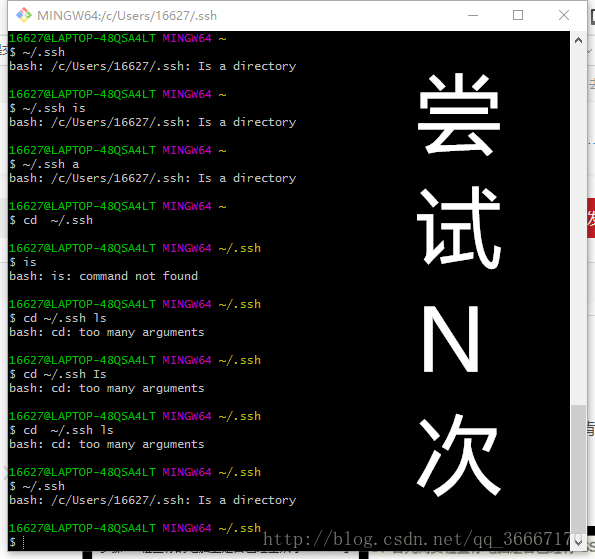 MINGW64:/c/Users/16627/.ssh
16627@LAPTOP-48QSA4LT MINGW64 ~
$ ~/.ssh
bash: /c/Users/16627/.ssh: Is a directory
16627@LAPTOP-48QSA4LT MINGW64 ~
$ ~/.ssh is
bash: /c/Users/16627/.ssh: Is a directory
16627@LAPTOP-48QSA4LT MINGW64 ~
$ ~/.ssh a
bash: /c/Users/16627/.ssh: Is a directory
16627@LAPTOP-48QSA4LT MINGW64 ~
$ cd  ~/.ssh
16627@LAPTOP-48QSA4LT MINGW64 ~/.ssh
$ is
bash: is: command not found
16627@LAPTOP-48QSA4LT MINGW64 ~/.ssh
$ cd ~/.ssh ls
bash: cd: too many arguments
16627@LAPTOP-48QSA4LT MINGW64 ~/.ssh
$ cd ~/.ssh Is
bash: cd: too many arguments
16627@LAPTOP-48QSA4LT MINGW64 ~/.ssh
$ cd  ~/.ssh ls
bash: cd: too many arguments
16627@LAPTOP-48QSA4LT MINGW64 ~/.ssh
$ ~/.ssh
bash: /c/Users/16627/.ssh: Is a directory
16627@LAPTOP-48QSA4LT MINGW64 ~/.ssh
$
尝
试
N
次
http://blog.csdn.net/qq_36667170